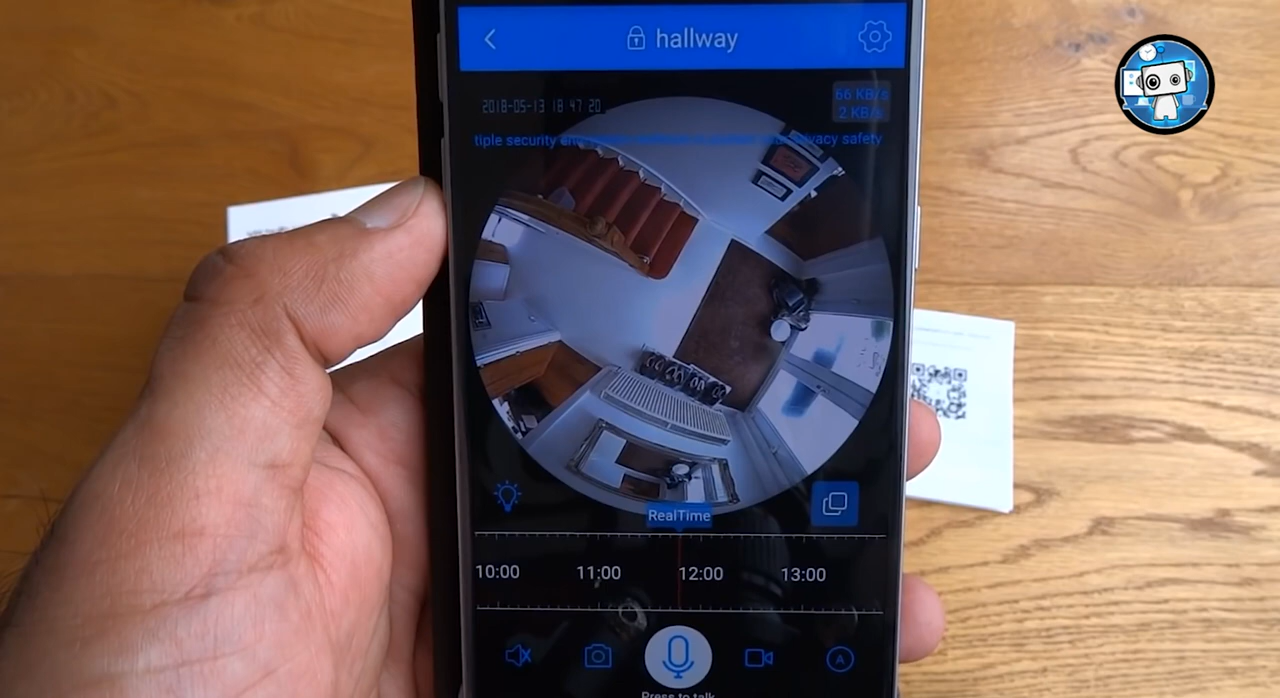 hallway
2018-05-13 18 47 20
66 KB/s
2 KB/s
tiple security privacy safety
RealTime
10:00 11:00 12:00 13:00
A
Press to talk